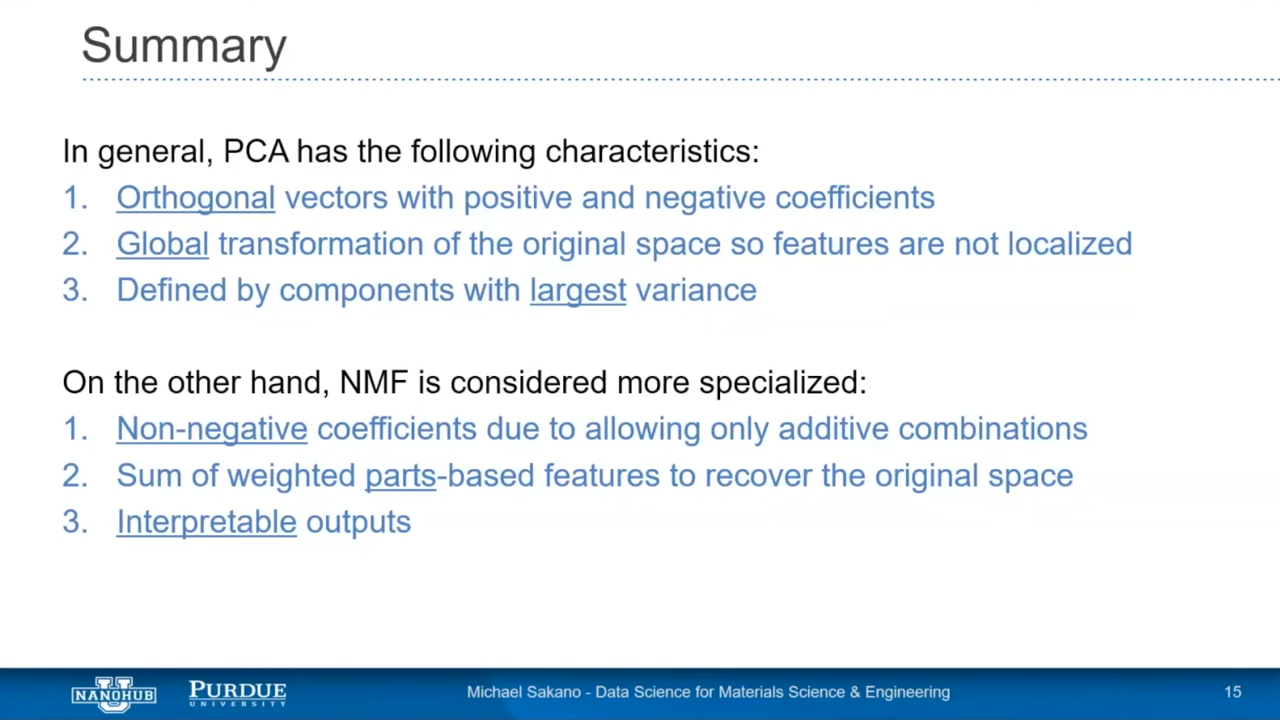 Summary
In general, PCA has the following characteristics:
1. Orthogonal vectors with positive and negative coefficients
2. Global transformation of the original space so features are not localized
3. Defined by components with largest variance
On the other hand, NMF is considered more specialized:
1. Non-negative coefficients due to allowing only additive combinations
2. Sum of weighted parts-based features to recover the original space
3. Interpretable outputs
U
NANOHUB
PURDUE
UNIVERSITY
Michael Sakano - Data Science for Materials Science & Engineering
15